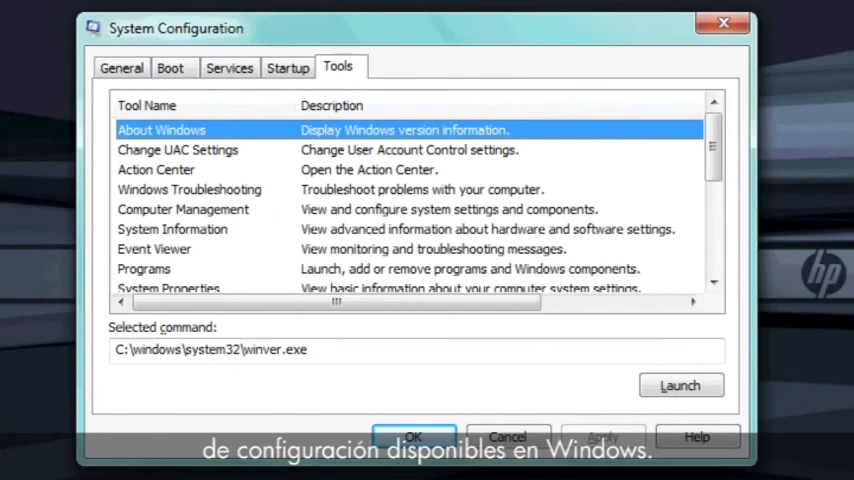 System Configuration
General Boot Services Startup Tools
Tool Name Description
About Windows Display Windows version information.
Change UAC Settings Change User Account Control settings.
Action Center Open the Action Center.
Windows Troubleshooting Troubleshoot problems with your computer.
Computer Management View and configure system settings and components.
System Information View advanced information about hardware and software settings.
Event Viewer View monitoring and troubleshooting messages.
Programs Launch, add or remove programs and Windows components.
System Properties View basic information about your computer system settings.
Selected command:
C:\windows\system32\winver.exe
Launch
OK Cancel Apply Help
de configuración disponibles en Windows.
hp